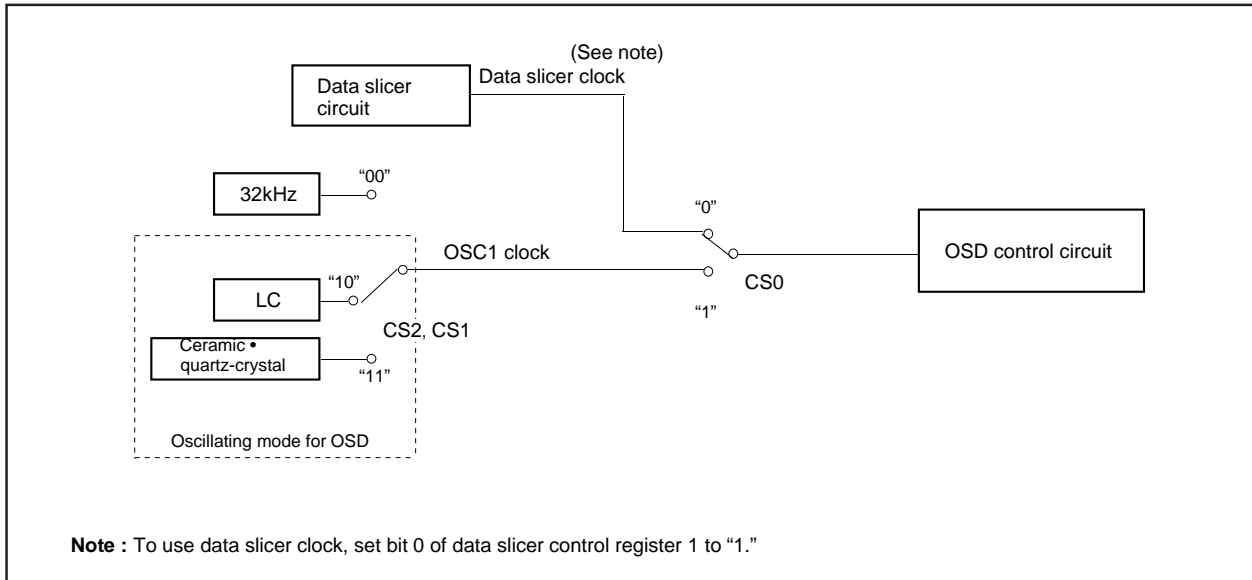 (See note)
Data slicer clock
Data slicer
circuit
“00”
32kHz
“0”
OSD control circuit
OSC1 clock
“10”
LC
CS0
“1”
CS2, CS1
Ceramic •
quartz-crystal
“11”
Oscillating mode for OSD
Note : To use data slicer clock, set bit 0 of data slicer control register 1 to “1.”